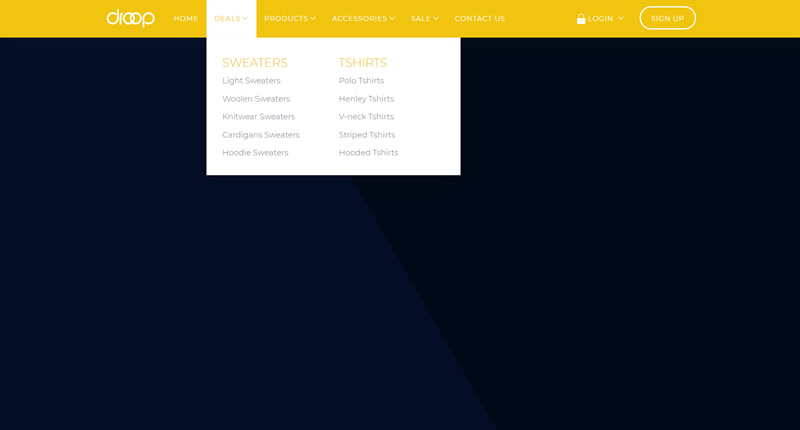 droop
HOME
DEALS
PRODUCTS
ACCESSORIES
SALE
CONTACT US
LOGIN
SIGN UP
SWEATERS
Light Sweaters
Woolen Sweaters
Knitwear Sweaters
Cardigans Sweaters
Hoodie Sweaters
TSHIRTS
Polo Tshirts
Henley Tshirts
V-neck Tshirts
Striped Tshirts
Hooded Tshirts